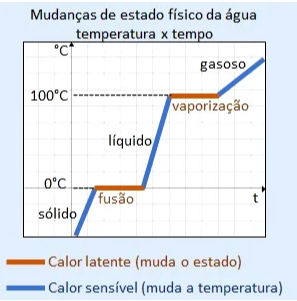 Mudanças de estado físico da água
temperatura x tempo
°C
gasoso
100°C
vaporização
líquido
0°C
fusão
t
sólido
Calor latente (muda o estado)
Calor sensível (muda a temperatura)